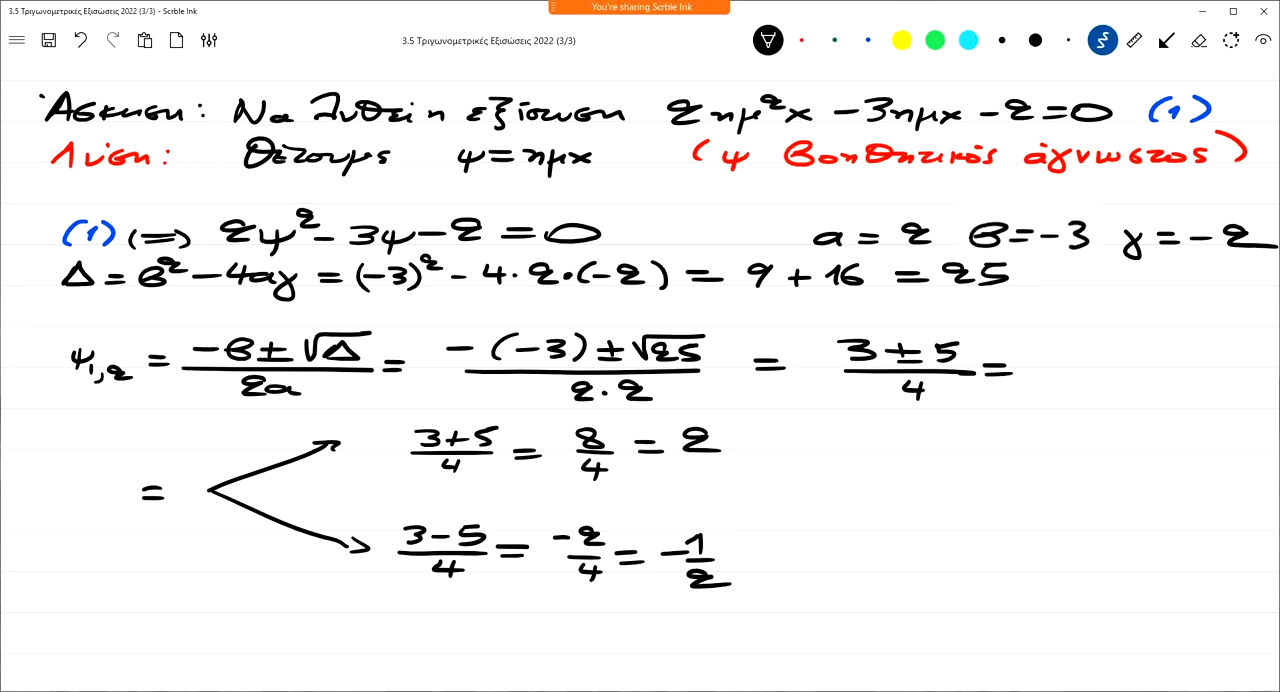 3.5 Τριγωνομετρικές Εξισώσεις 2022 (3/3) - Scrble Ink
You're sharing Scrble Ink
3.5 Τριγωνομετρικές Εξισώσεις 2022 (3/3)
Άσκηση: Να λυθεί η εξίσωση 2ημ²x - 3ημx - 2 = 0 (1)
Λύση: Θέτουμε ψ = ημx (ψ βοηθητικός άγνωστος)
(1) ⇔ 2ψ² - 3ψ - 2 = 0 α = 2 β = -3 γ = -2
Δ = β² - 4αγ = (-3)² - 4·2·(-2) = 9 + 16 = 25
ψ₁,₂ = (-β ± √Δ)/2α = (-(-3) ± √25)/2·2 = (3 ± 5)/4 =
(3+5)/4 = 8/4 = 2
=
(3-5)/4 = -2/4 = -1/2